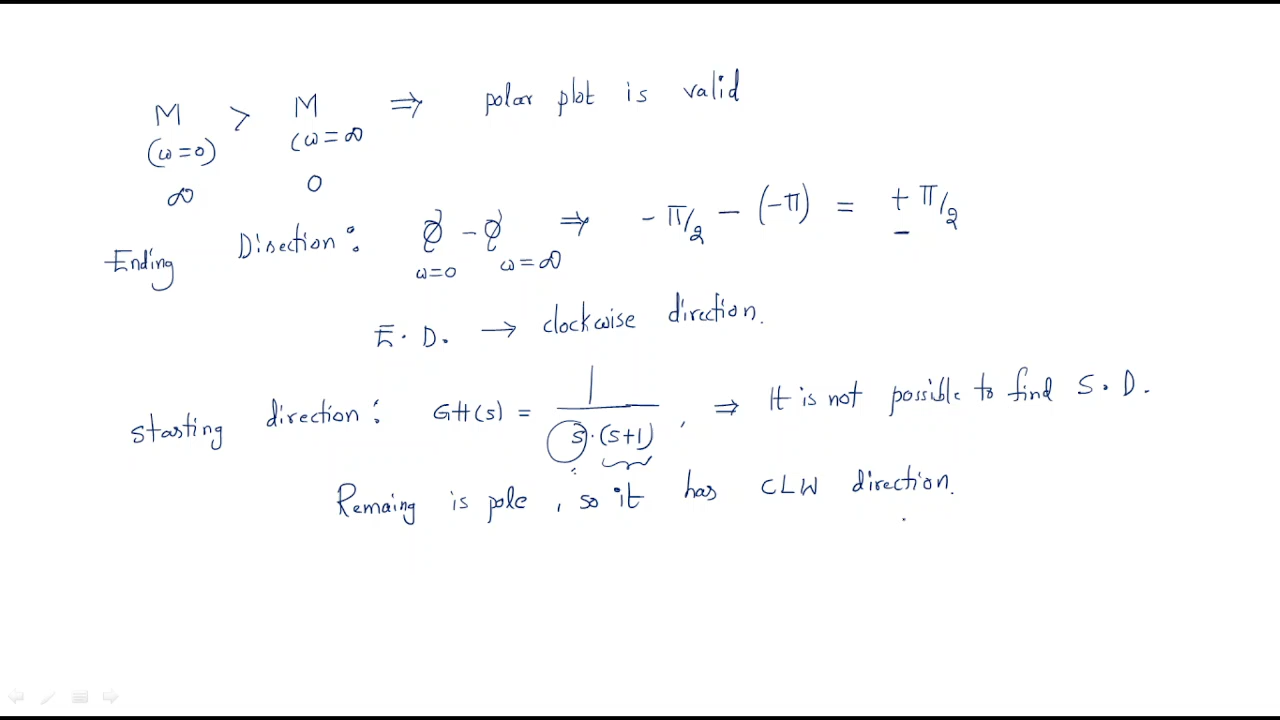 M > M ⇒ polar plot is valid
(ω=0) (ω=∞
∞ 0
Ending Direction: φ - φ ⇒ -π/2 - (-π) = +π/2
ω=0 ω=∞
E.D. → clockwise direction.
starting direction: GH(s) = 1/(s·(s+1)), ⇒ It is not possible to find S.D.
Remaing is pole, so it has CLW direction.